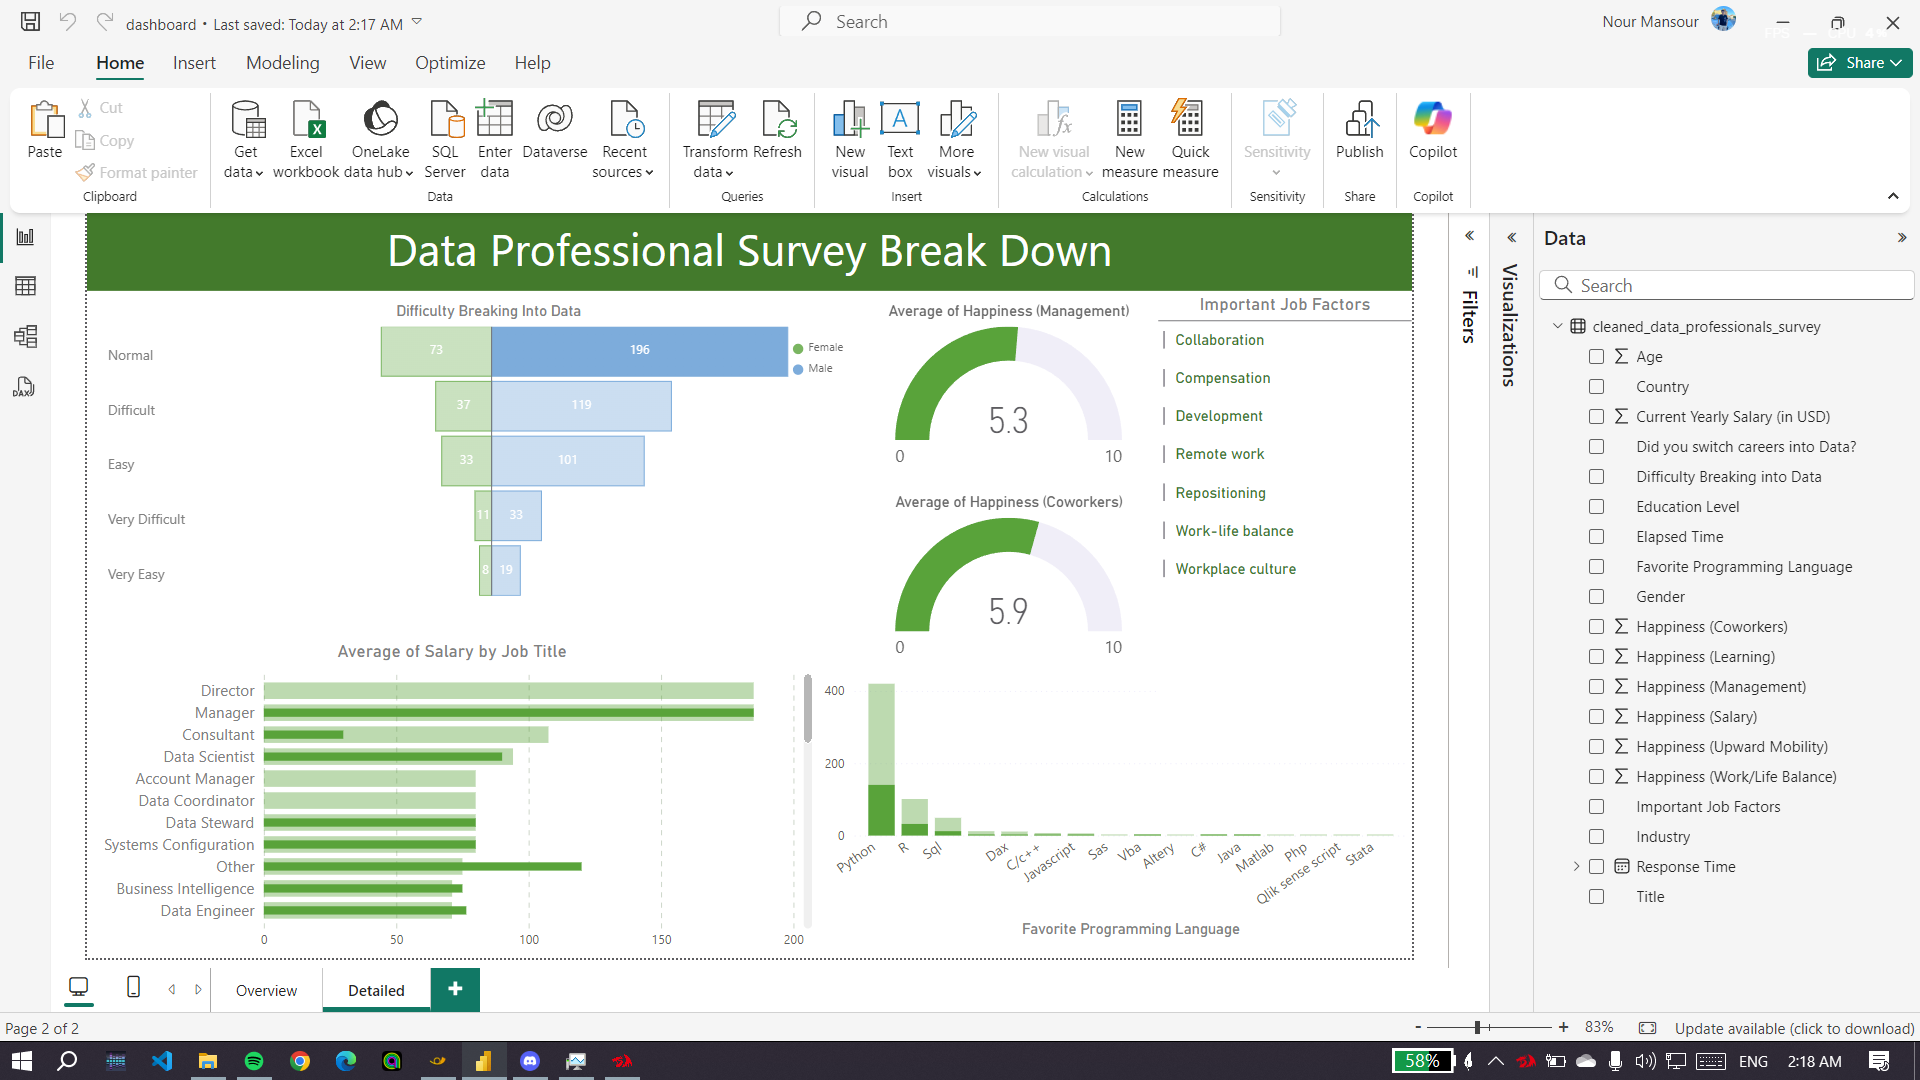 dashboard • Last saved: Today at 2:17 AM
Search
Nour Mansour
File
Home
Insert
Modeling
View
Optimize
Help
Share
Paste
Cut
Copy
Format painter
Clipboard
Get data
Excel workbook
OneLake data hub
SQL Server
Enter data
Dataverse
Recent sources
Data
Transform data
Refresh
Queries
New visual
Text box
More visuals
Insert
New visual calculation
New measure
Quick measure
Calculations
Sensitivity
Sensitivity
Publish
Share
Copilot
Copilot
Data Professional Survey Break Down
Difficulty Breaking Into Data
Normal
73
196
Female
Male
Difficult
37
119
Easy
33
101
Very Difficult
11
33
Very Easy
8
19
Average of Happiness (Management)
5.3
0
10
Average of Happiness (Coworkers)
5.9
0
10
Important Job Factors
Collaboration
Compensation
Development
Remote work
Repositioning
Work-life balance
Workplace culture
Average of Salary by Job Title
Director
Manager
Consultant
Data Scientist
Account Manager
Data Coordinator
Data Steward
Systems Configuration
Other
Business Intelligence
Data Engineer
0
50
100
150
200
400
200
0
Python
R
Sql
Dax
C/c++
Javascript
Sas
Vba
Altery
C#
Java
Matlab
Php
Qlik sense script
Stata
Favorite Programming Language
Filters
Visualizations
Data
Search
cleaned_data_professionals_survey
Age
Country
Current Yearly Salary (in USD)
Did you switch careers into Data?
Difficulty Breaking into Data
Education Level
Elapsed Time
Favorite Programming Language
Gender
Happiness (Coworkers)
Happiness (Learning)
Happiness (Management)
Happiness (Salary)
Happiness (Upward Mobility)
Happiness (Work/Life Balance)
Important Job Factors
Industry
Response Time
Title
DAX
Overview
Detailed
Page 2 of 2
83%
Update available (click to download)
58%
ENG
2:18 AM